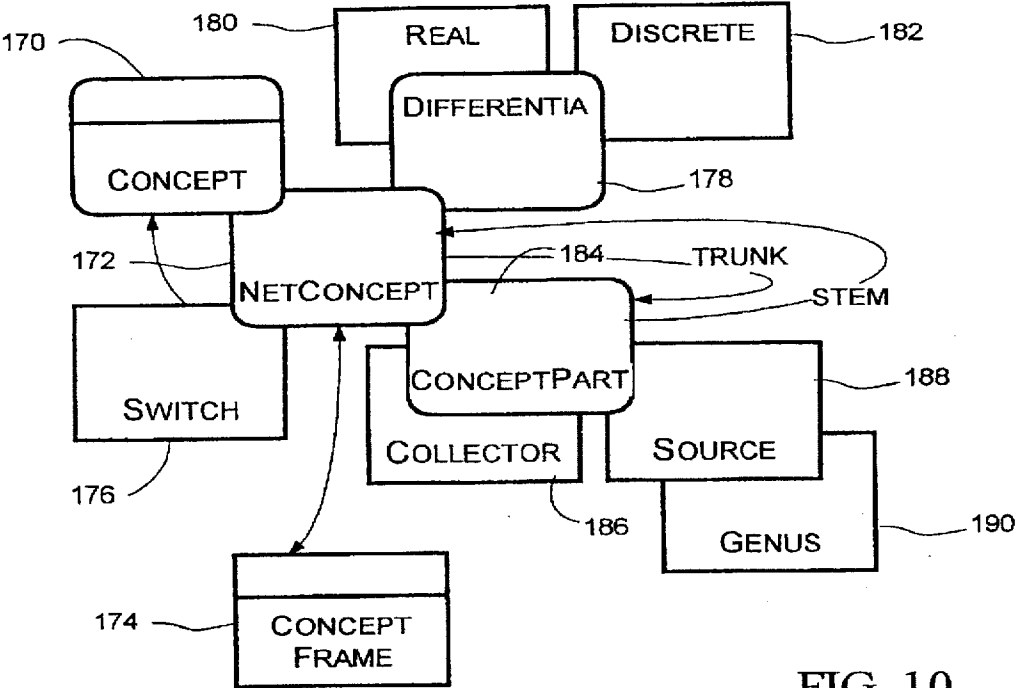 180
REAL
DISCRETE
182
170
DIFFERENTIA
CONCEPT
178
172
184
TRUNK
NETCONCEPT
STEM
CONCEPTPART
188
SWITCH
COLLECTOR
SOURCE
176
186
190
GENUS
174
CONCEPT
FRAME
FIG. 10